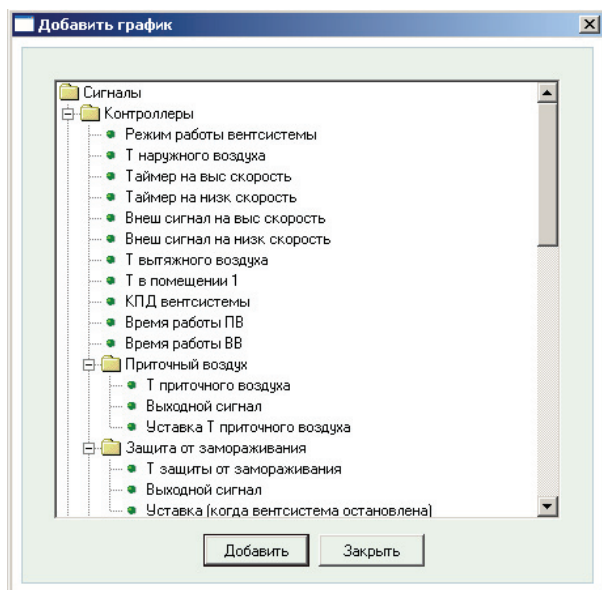 Добавить график
Сигналы
Контроллеры
Режим работы вентсистемы
Т наружного воздуха
Таймер на выс скорость
Таймер на низк скорость
Внеш сигнал на выс скорость
Внеш сигнал на низк скорость
Т вытяжного воздуха
Т в помещении 1
КПД вентсистемы
Время работы ПВ
Время работы ВВ
Приточный воздух
Т приточного воздуха
Выходной сигнал
Уставка Т приточного воздуха
Защита от замораживания
Т защиты от замораживания
Выходной сигнал
Уставка (когда вентсистема остановлена)
Добавить Закрыть